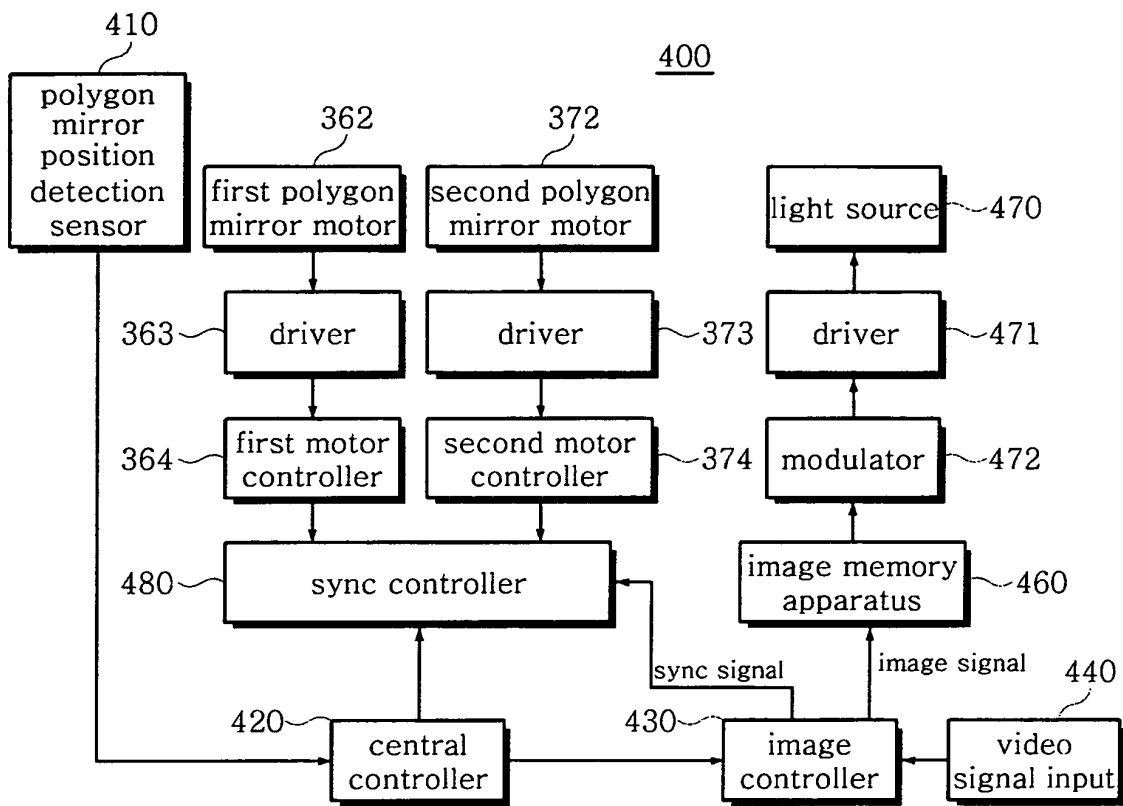 410
400
polygon
mirror
position
detection
sensor
362
372
first polygon
mirror motor
second polygon
mirror motor
light source
470
363
driver
driver
373
driver
471
364
first motor
controller
second motor
controller
374
modulator
472
480
sync controller
image memory
apparatus
460
sync signal
image signal
440
420
430
central
controller
image
controller
video
signal input